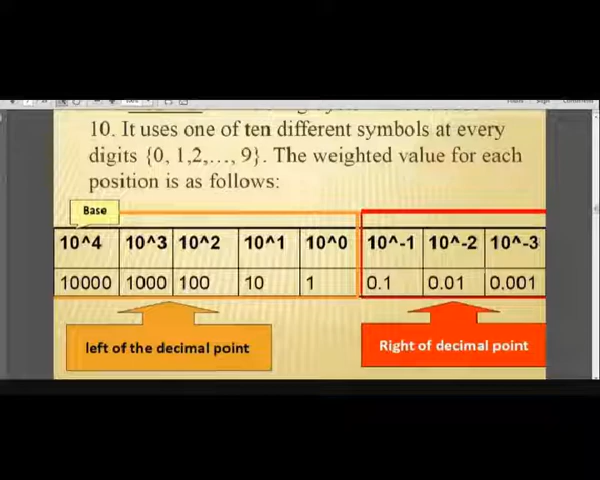 10. It uses one of ten different symbols at every
digits {0, 1,2,…, 9}. The weighted value for each
position is as follows:
Base
10^4 10^3 10^2 10^1 10^0 10^-1 10^-2 10^-3
10000 1000 100 10 1 0.1 0.01 0.001
left of the decimal point
Right of decimal point